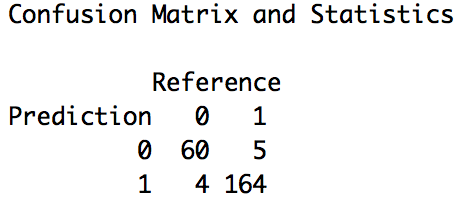 Confusion Matrix and Statistics
Reference
Prediction 0 1
0 60 5
1 4 164